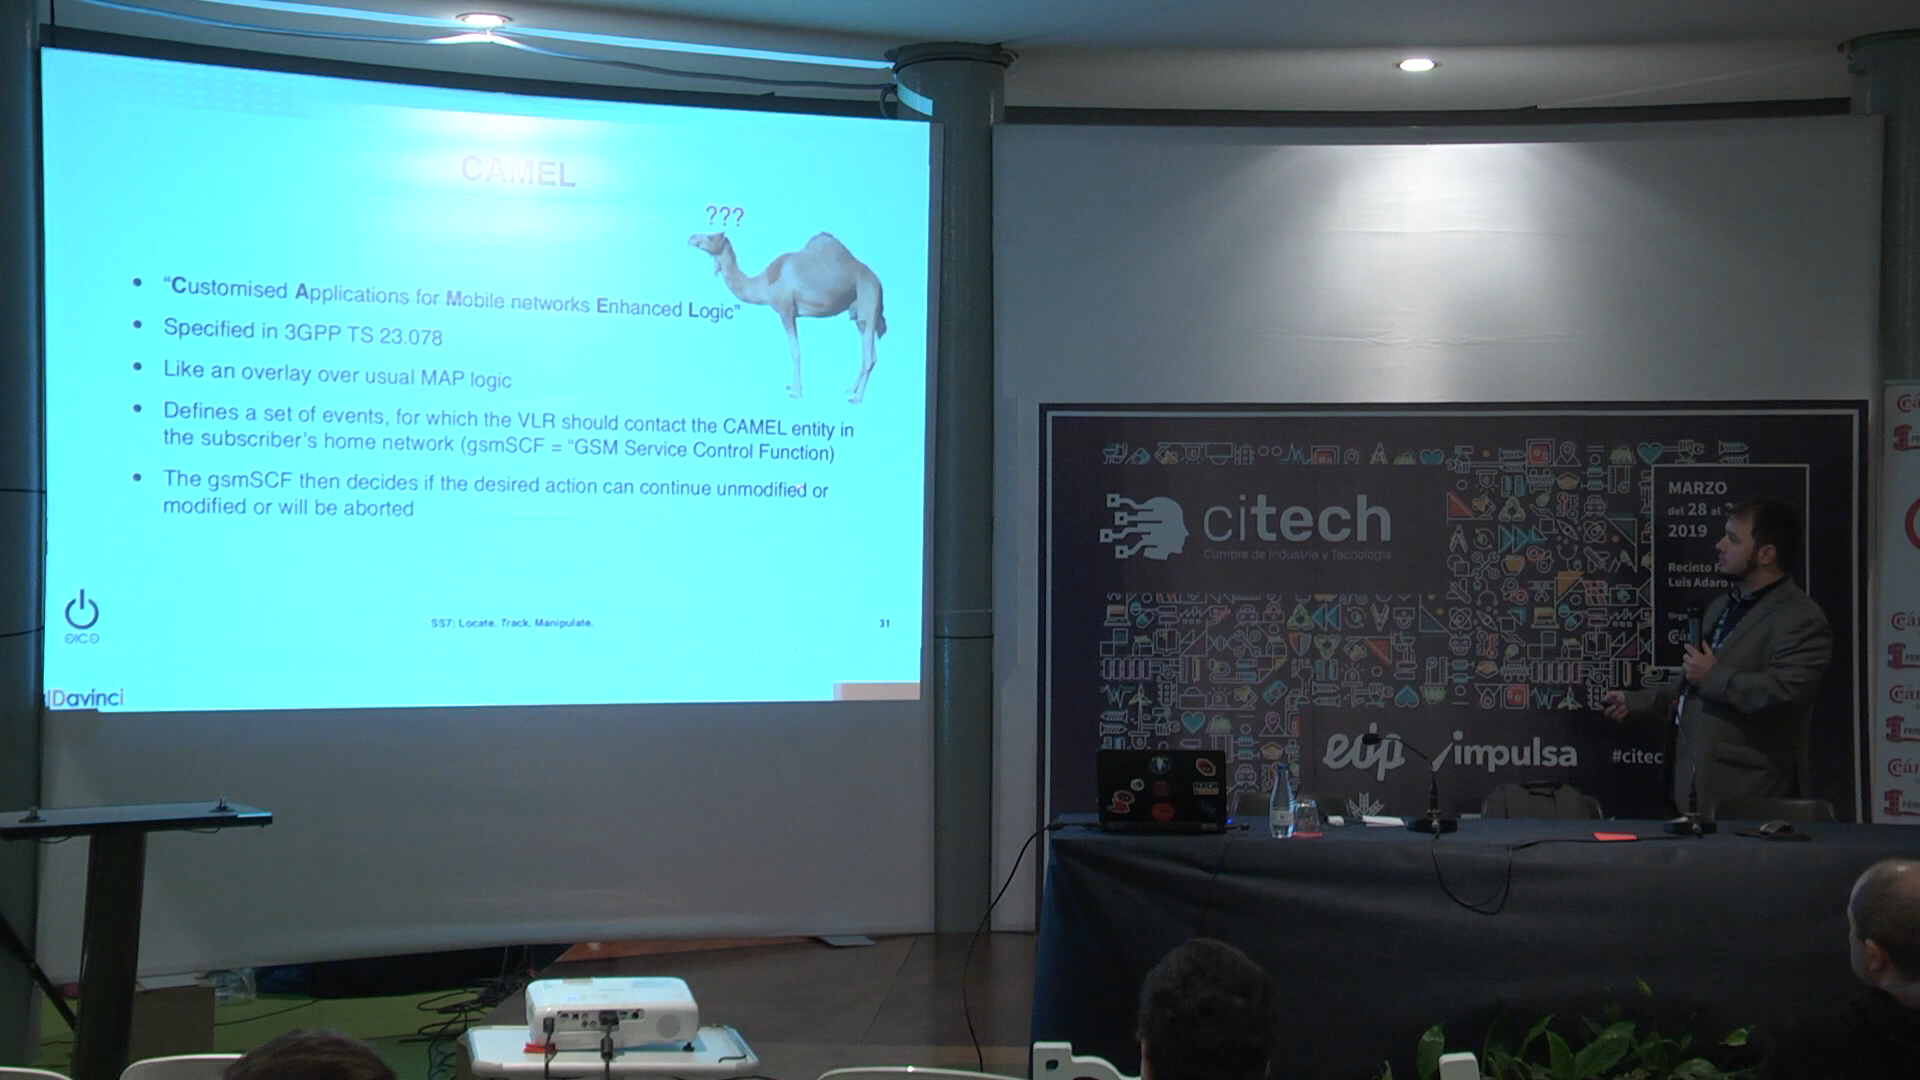 CAMEL
???
• “Customised Applications for Mobile networks Enhanced Logic”
• Specified in 3GPP TS 23.078
• Like an overlay over usual MAP logic
• Defines a set of events, for which the VLR should contact the CAMEL entity in
the subscriber's home network (gsmSCF = “GSM Service Control Function)
• The gsmSCF then decides if the desired action can continue unmodified or
modified or will be aborted
SS7: Locate. Track. Manipulate.
31
Davinci
citech
Cumbre de Industria y Tecnología
MARZO
del 28 al
2019
Luis Adaro
impulsa
#citec